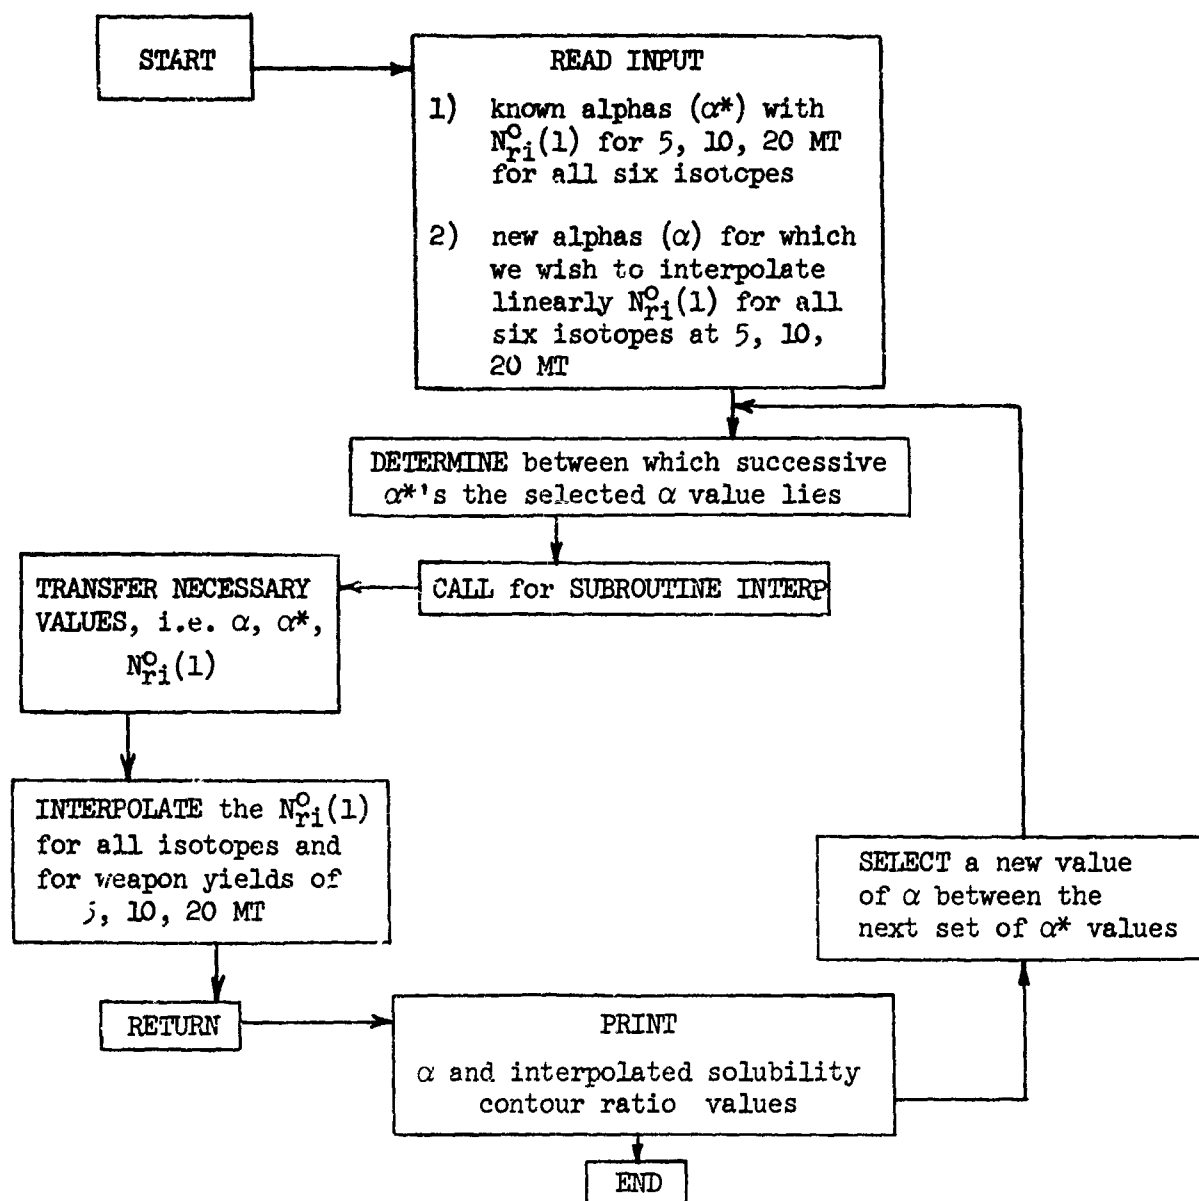 START
READ INPUT
1) known alphas (α*) with
N°ri(1) for 5, 10, 20 MT
for all six isotopes
2) new alphas (α) for which
we wish to interpolate
linearly N°ri(1) for all
six isotopes at 5, 10,
20 MT
DETERMINE between which successive
α*'s the selected α value lies
CALL for SUBROUTINE INTERP
TRANSFER NECESSARY
VALUES, i.e. α, α*,
N°ri(1)
INTERPOLATE the N°ri(1)
for all isotopes and
for weapon yields of
5, 10, 20 MT
SELECT a new value
of α between the
next set of α* values
RETURN
PRINT
α and interpolated solubility
contour ratio values
END